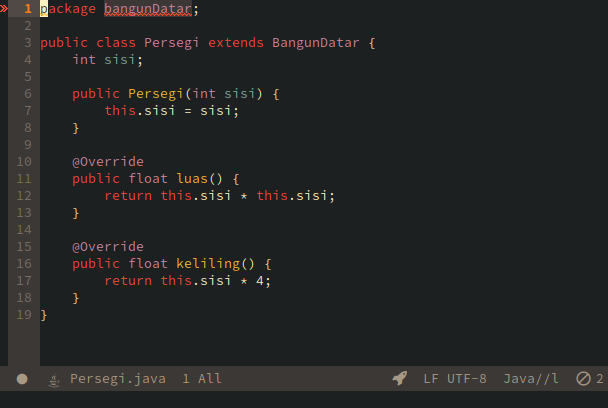 1 package bangunDatar;
2
3 public class Persegi extends BangunDatar {
4     int sisi;
5
6     public Persegi(int sisi) {
7         this.sisi = sisi;
8     }
9
10     @Override
11     public float luas() {
12         return this.sisi * this.sisi;
13     }
14
15     @Override
16     public float keliling() {
17         return this.sisi * 4;
18     }
19 }
Persegi.java 1 All LF UTF-8 Java//l 2